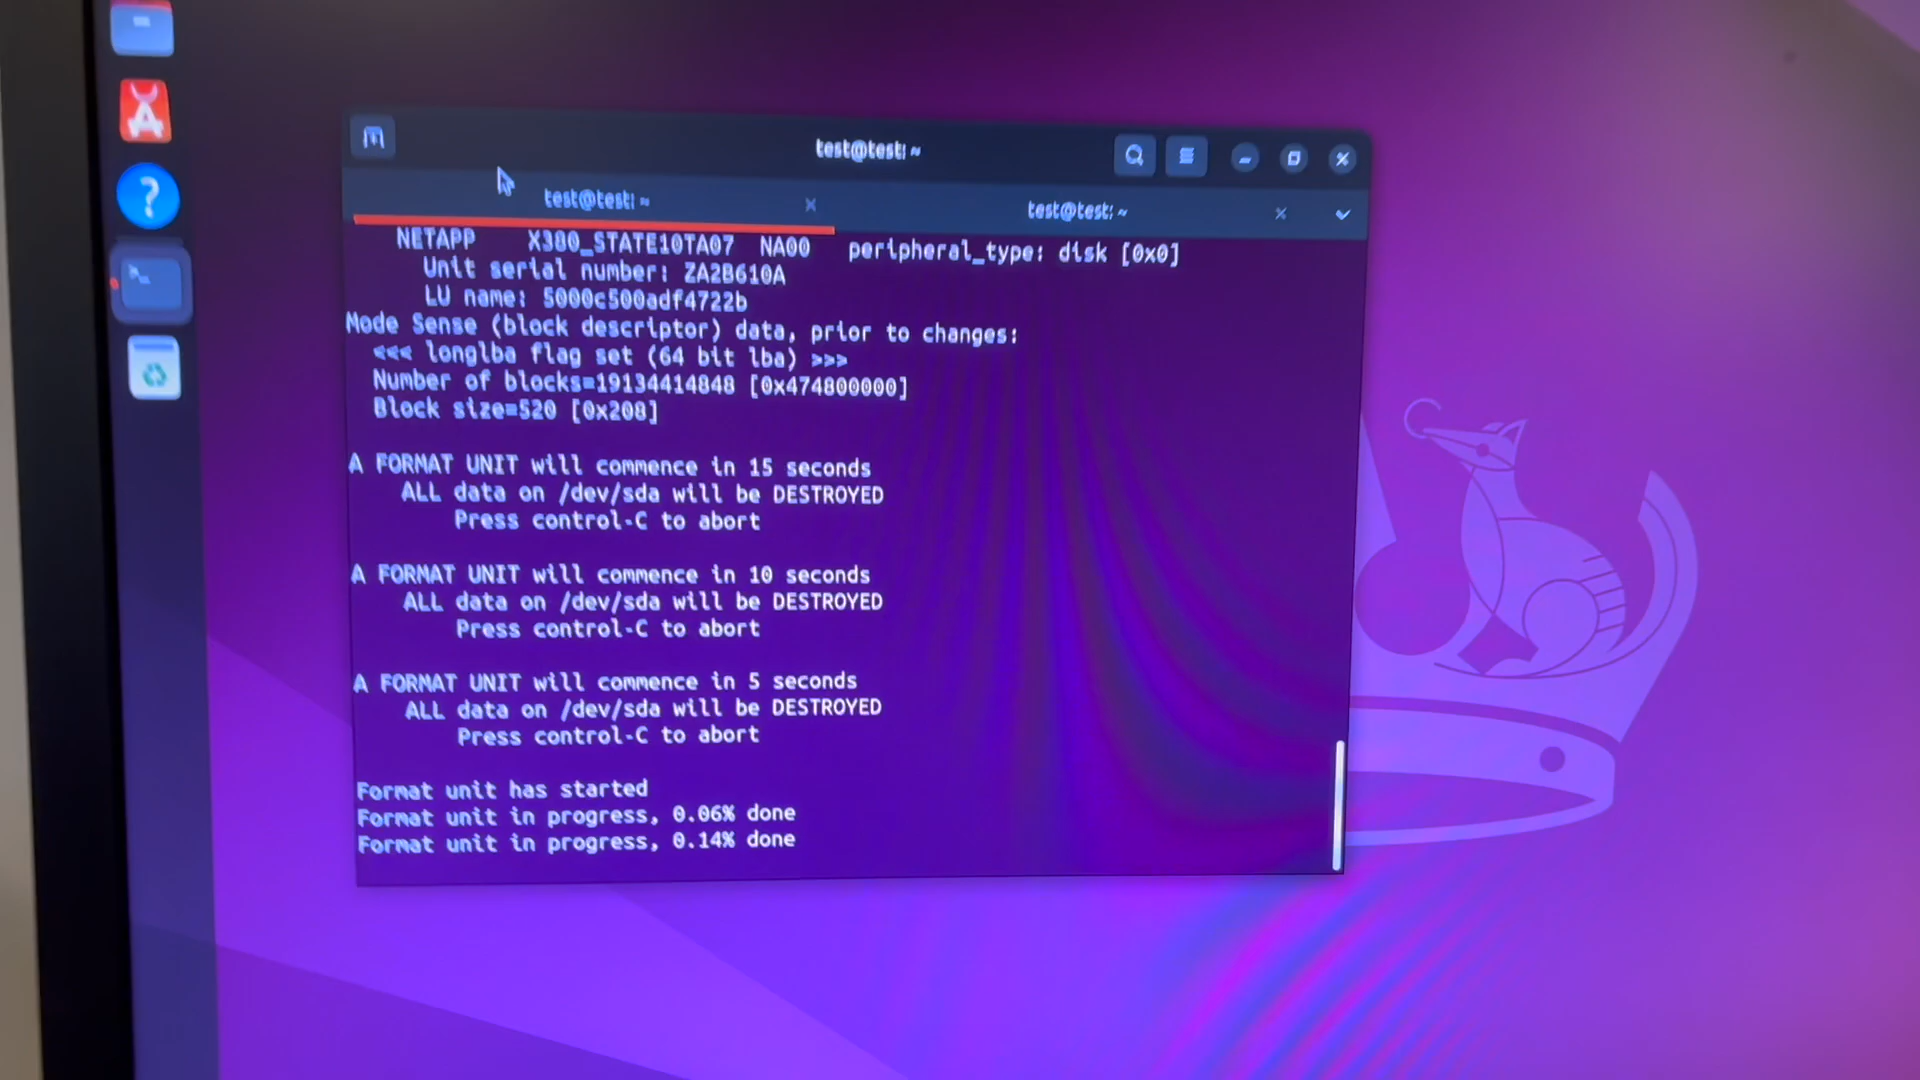 test@test: ~
test@test: ~
test@test: ~
NETAPP X380_STATE10TA07 NA00 peripheral_type: disk [0x0]
Unit serial number: ZA2B610A
LU name: 5000c500adf4722b
Mode Sense (block descriptor) data, prior to changes:
<<< longlba flag set (64 bit lba) >>>
Number of blocks=19134414848 [0x474800000]
Block size=520 [0x208]
A FORMAT UNIT will commence in 15 seconds
ALL data on /dev/sda will be DESTROYED
Press control-C to abort
A FORMAT UNIT will commence in 10 seconds
ALL data on /dev/sda will be DESTROYED
Press control-C to abort
A FORMAT UNIT will commence in 5 seconds
ALL data on /dev/sda will be DESTROYED
Press control-C to abort
Format unit has started
Format unit in progress, 0.06% done
Format unit in progress, 0.14% done